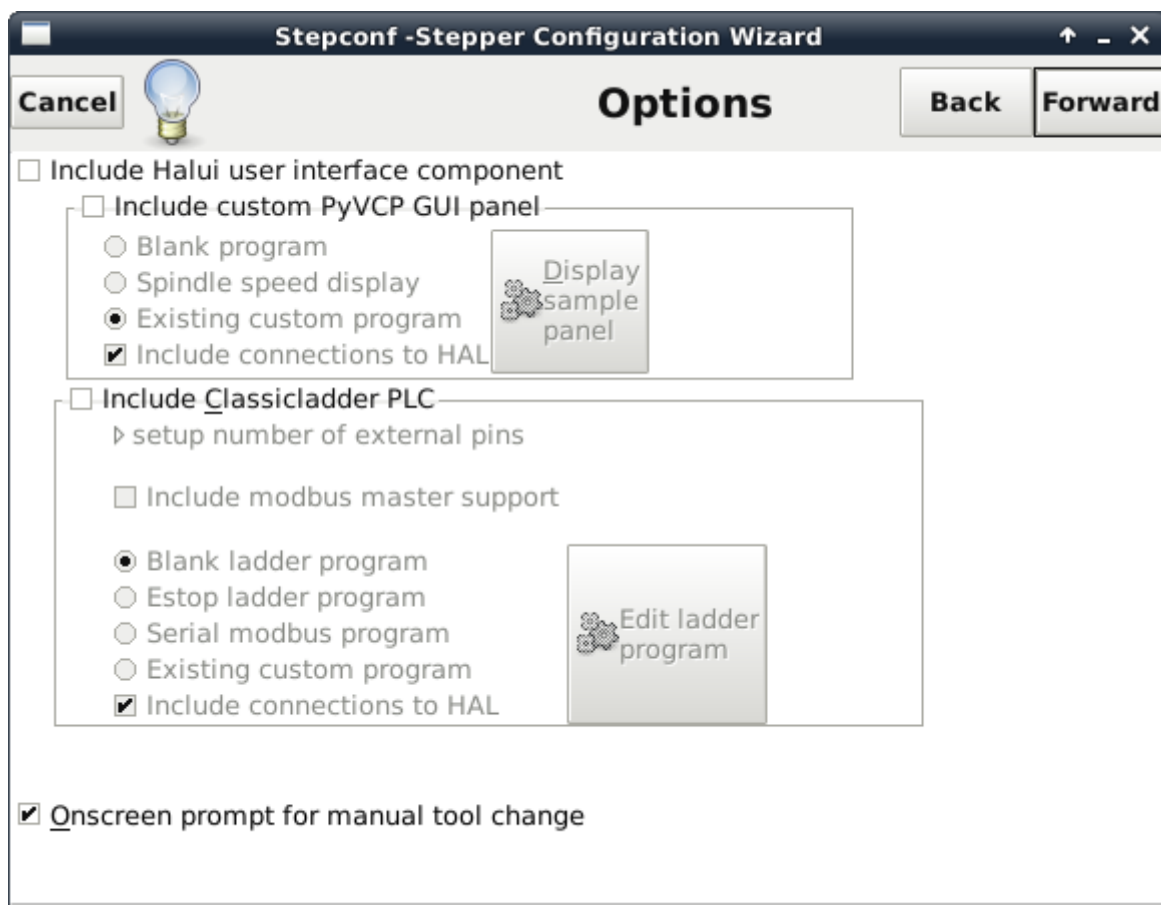 Stepconf -Stepper Configuration Wizard
Cancel
Options
Back
Forward
Include Halui user interface component
Include custom PyVCP GUI panel
Blank program
Spindle speed display
Existing custom program
Include connections to HAL
Display
sample
panel
Include Classicladder PLC
setup number of external pins
Include modbus master support
Blank ladder program
Estop ladder program
Serial modbus program
Existing custom program
Include connections to HAL
Edit ladder
program
Onscreen prompt for manual tool change